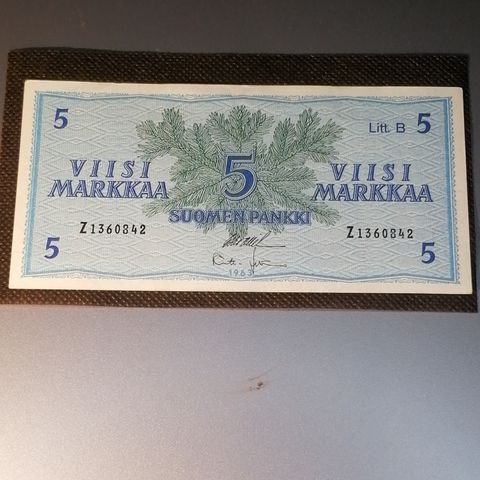 5 Litt. B 5
VIISI MARKKAA 5 VIISI MARKKAA
SUOMEN PANKKI
Z1360842 Z1360842
5 5
1963